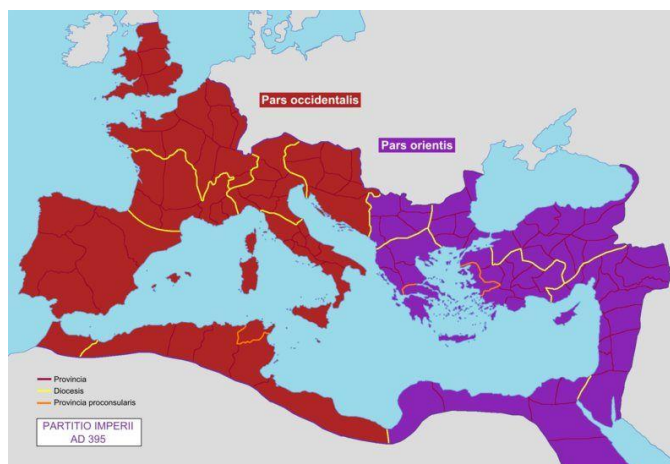 Pars occidentalis
Pars orientis
Provincia
Diocesis
Provincia proconsularis
PARTITIO IMPERII
AD 395